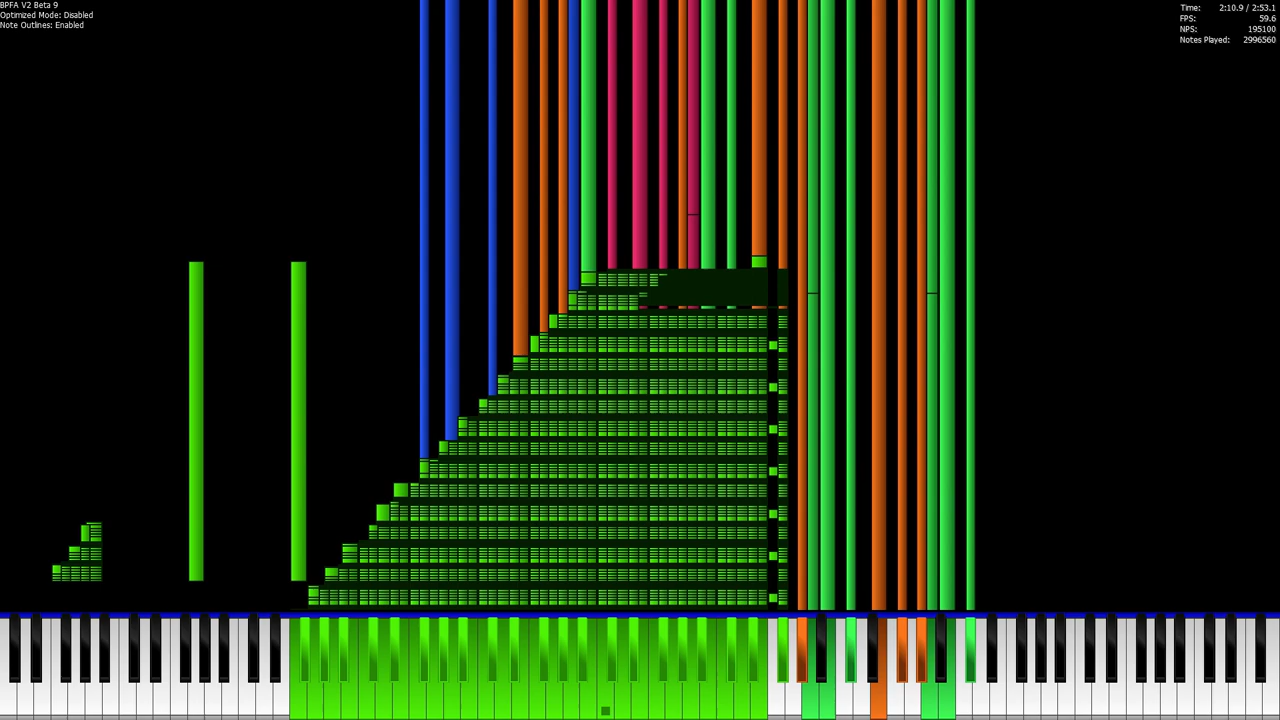 BPFA V2 Beta 9
Optimized Mode: Disabled
Note Outlines: Enabled
Time: 2:10.9 / 2:53.1
FPS: 59.6
NPS: 195100
Notes Played: 2996560